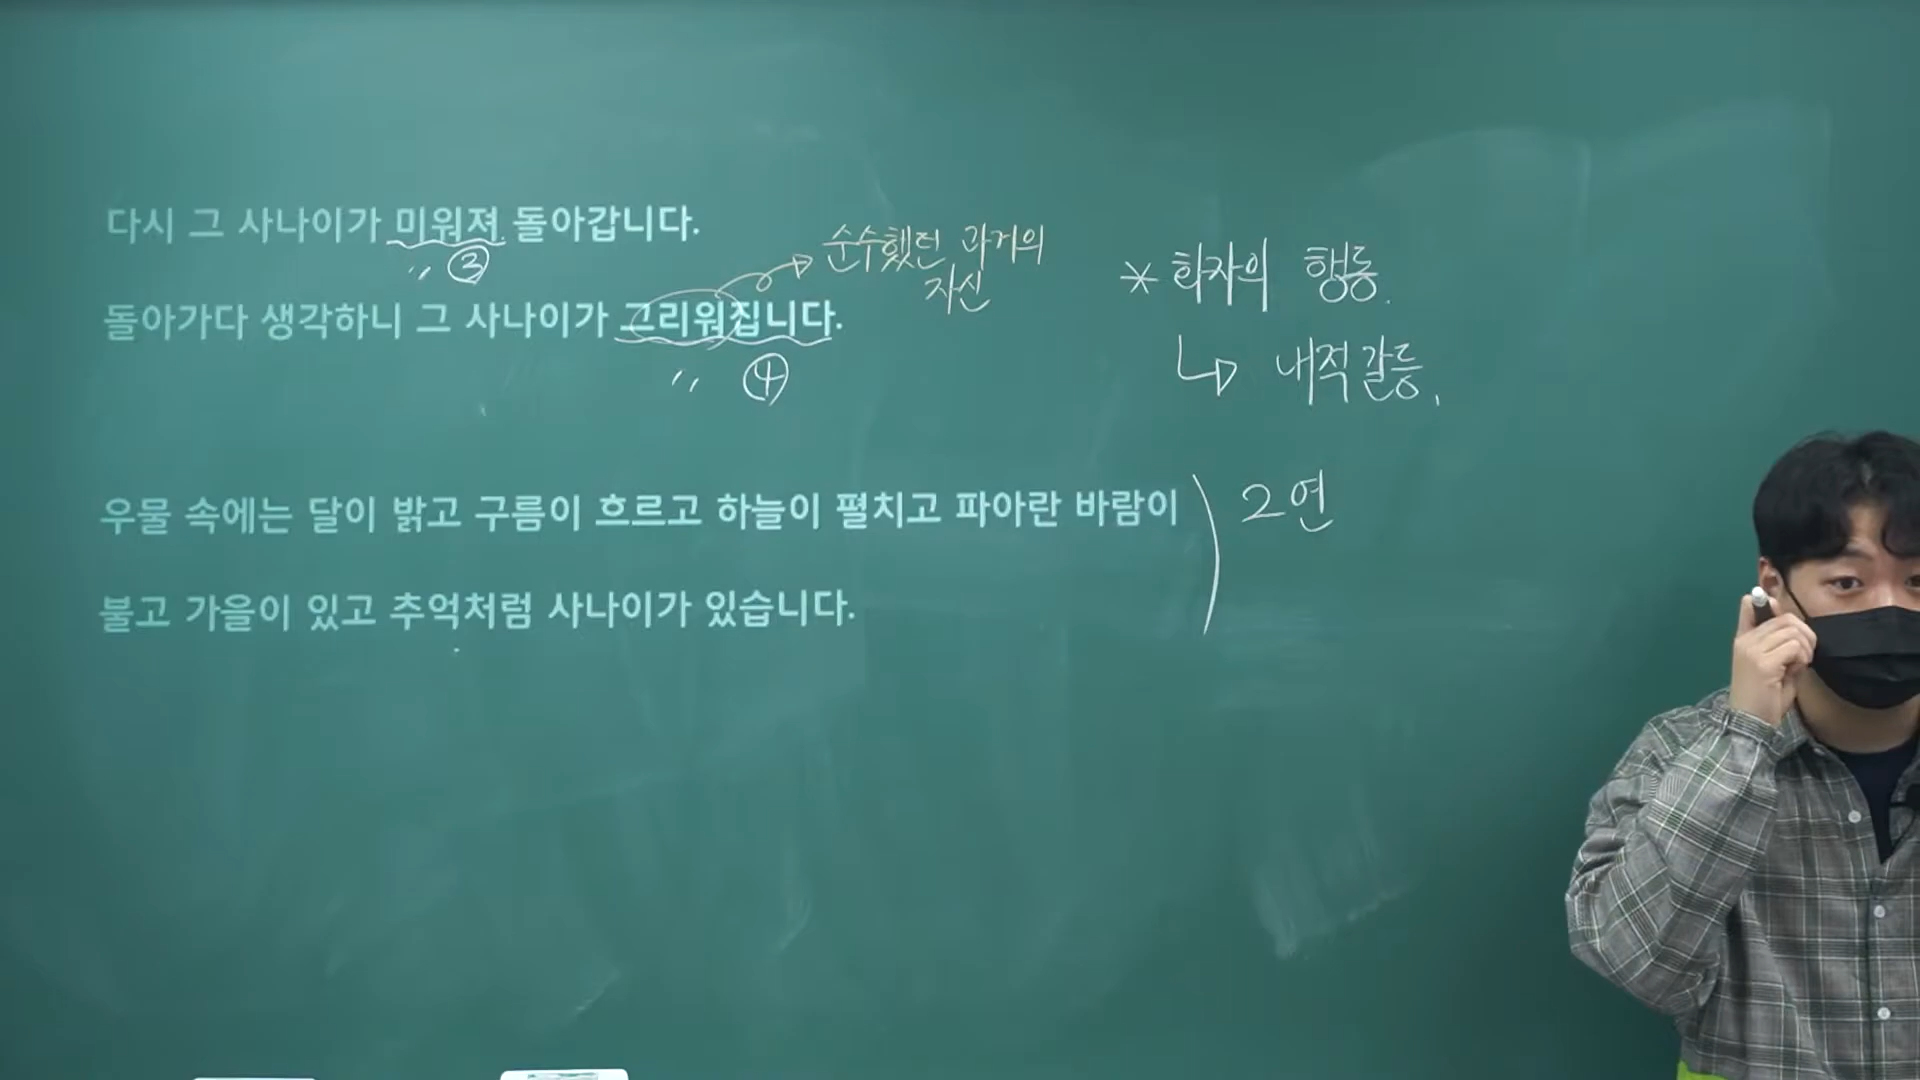 다시 그 사나이가 미워져 돌아갑니다.
〃 ③
순수했던 과거의
자신
돌아가다 생각하니 그 사나이가 그리워집니다.
〃 ④
* 화자의 행동.
↳ 내적갈등.
우물 속에는 달이 밝고 구름이 흐르고 하늘이 펼치고 파아란 바람이
불고 가을이 있고 추억처럼 사나이가 있습니다.
2연